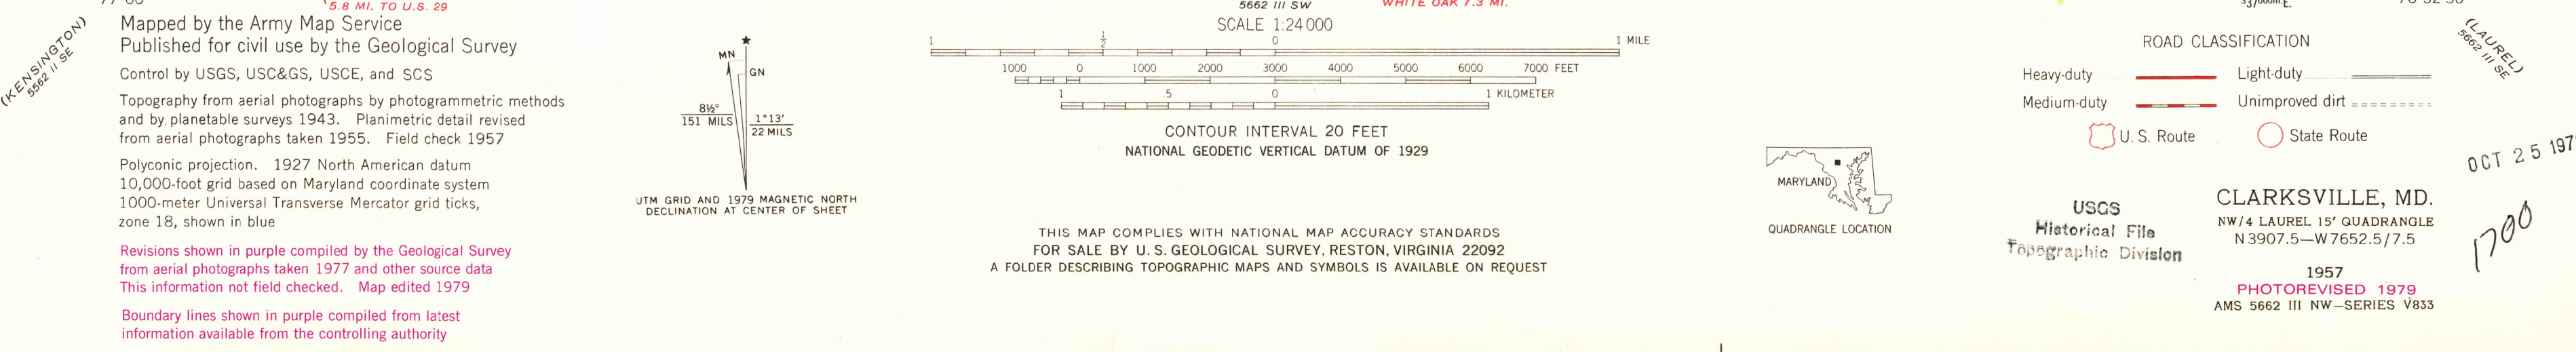 5.8 MI. TO U.S. 29
(KENSINGTON)
5562 II SE
Mapped by the Army Map Service
Published for civil use by the Geological Survey
Control by USGS, USC&GS, USCE, and SCS
Topography from aerial photographs by photogrammetric methods
and by planetable surveys 1943. Planimetric detail revised
from aerial photographs taken 1955. Field check 1957
Polyconic projection. 1927 North American datum
10,000-foot grid based on Maryland coordinate system
1000-meter Universal Transverse Mercator grid ticks,
zone 18, shown in blue
Revisions shown in purple compiled by the Geological Survey
from aerial photographs taken 1977 and other source data
This information not field checked. Map edited 1979
Boundary lines shown in purple compiled from latest
information available from the controlling authority
MN
GN
8½°
151 MILS
1°13′
22 MILS
UTM GRID AND 1979 MAGNETIC NORTH
DECLINATION AT CENTER OF SHEET
5662 III SW
WHITE OAK 7.3 MI.
SCALE 1:24 000
1 ½ 0 1 MILE
1000 0 1000 2000 3000 4000 5000 6000 7000 FEET
1 .5 0 1 KILOMETER
CONTOUR INTERVAL 20 FEET
NATIONAL GEODETIC VERTICAL DATUM OF 1929
THIS MAP COMPLIES WITH NATIONAL MAP ACCURACY STANDARDS
FOR SALE BY U. S. GEOLOGICAL SURVEY, RESTON, VIRGINIA 22092
A FOLDER DESCRIBING TOPOGRAPHIC MAPS AND SYMBOLS IS AVAILABLE ON REQUEST
MARYLAND
QUADRANGLE LOCATION
(LAUREL)
5662 III SE
ROAD CLASSIFICATION
Heavy-duty Light-duty
Medium-duty Unimproved dirt
U. S. Route State Route
OCT 25 197
USGS
Historical File
Topographic Division
CLARKSVILLE, MD.
NW/4 LAUREL 15′ QUADRANGLE
N3907.5—W7652.5/7.5
1957
PHOTOREVISED 1979
AMS 5662 III NW—SERIES V833
1700